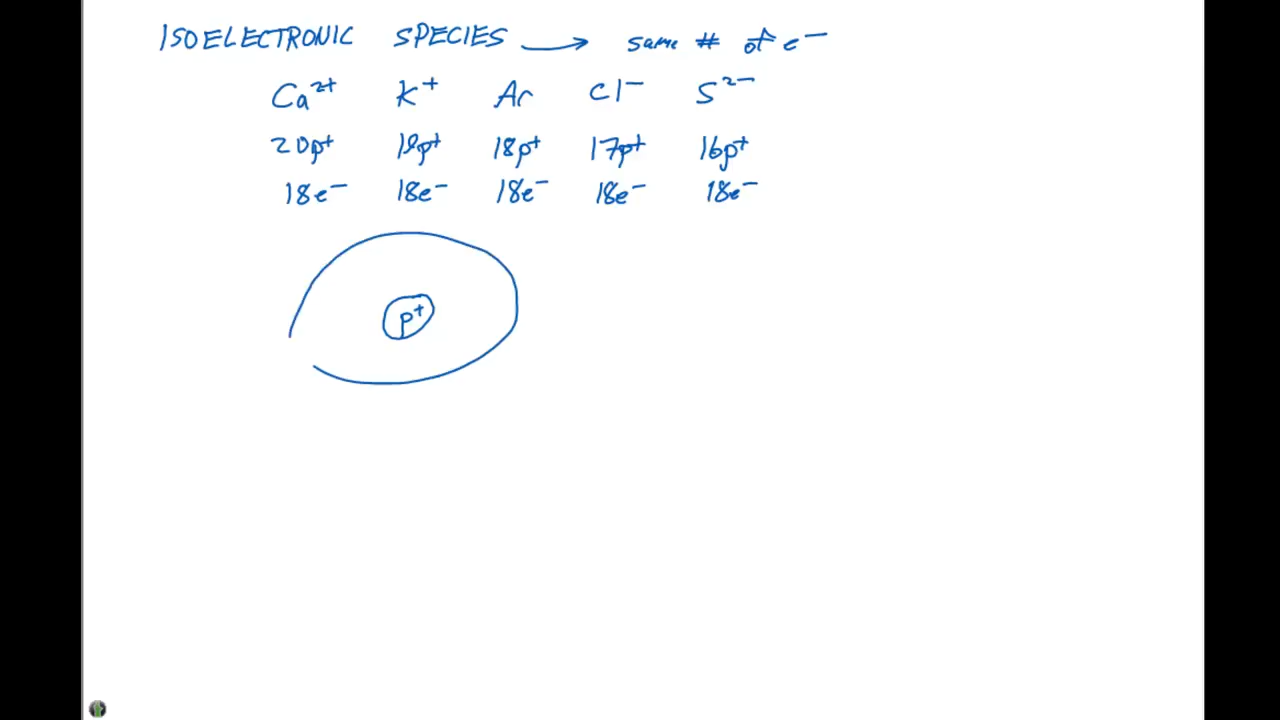 ISOELECTRONIC SPECIES → same # of e⁻
Ca²⁺ K⁺ Ar Cl⁻ S²⁻
20p⁺ 19p⁺ 18p⁺ 17p⁺ 16p⁺
18e⁻ 18e⁻ 18e⁻ 18e⁻ 18e⁻
p⁺